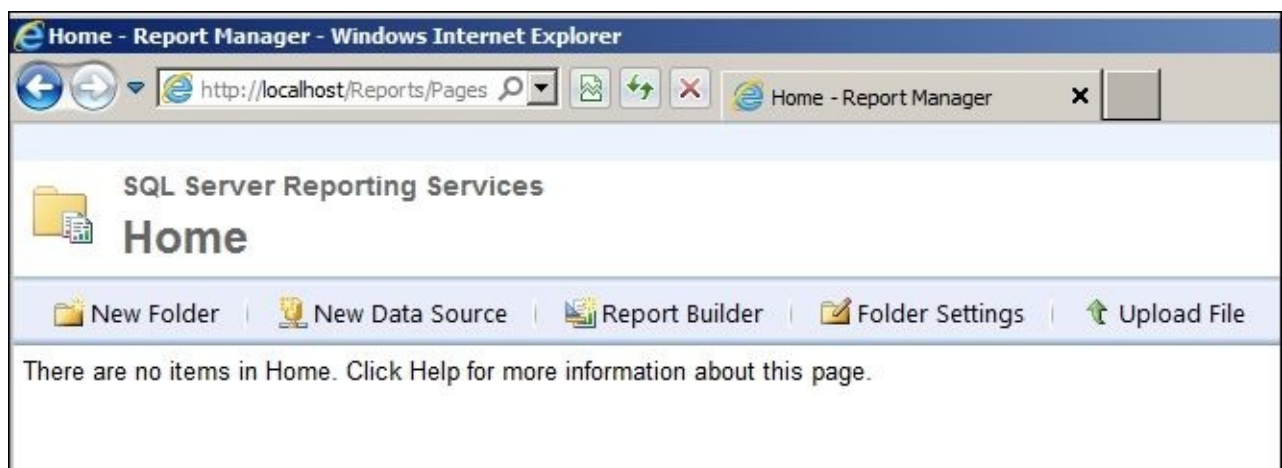 Home - Report Manager - Windows Internet Explorer
http://localhost/Reports/Pages
Home - Report Manager
SQL Server Reporting Services
Home
New Folder
New Data Source
Report Builder
Folder Settings
Upload File
There are no items in Home. Click Help for more information about this page.